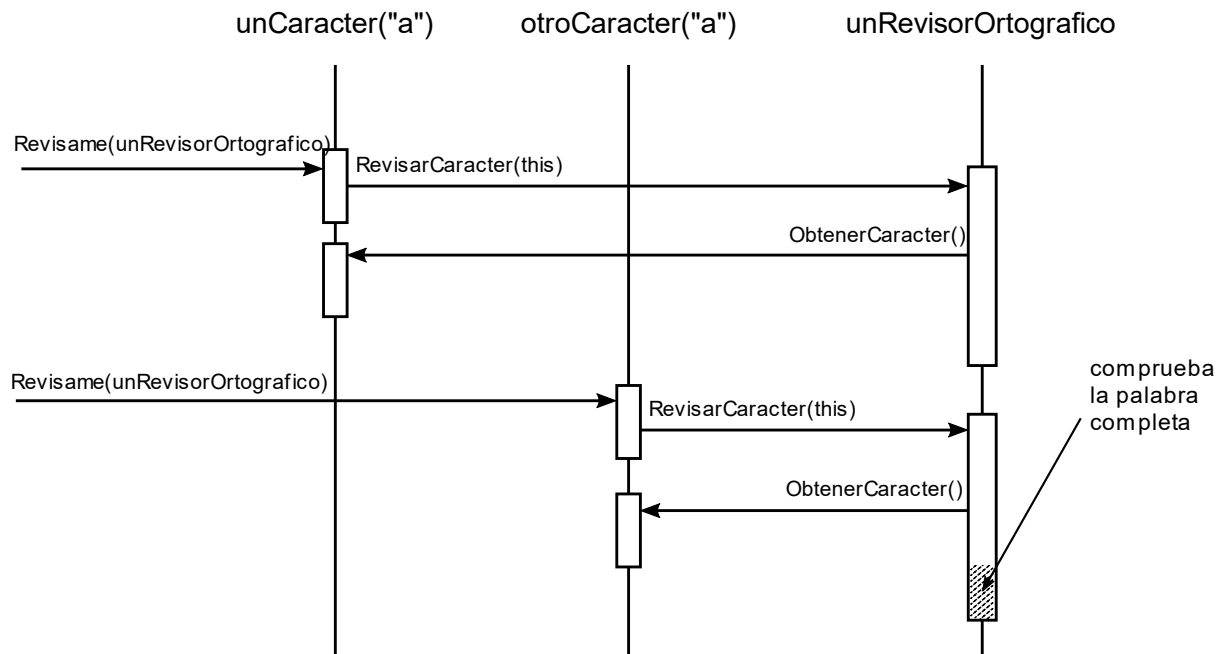 unCaracter("a")
otroCaracter("a")
unRevisorOrtografico
Revisame(unRevisorOrtografico)
RevisarCaracter(this)
ObtenerCaracter()
Revisame(unRevisorOrtografico)
RevisarCaracter(this)
ObtenerCaracter()
comprueba
la palabra
completa